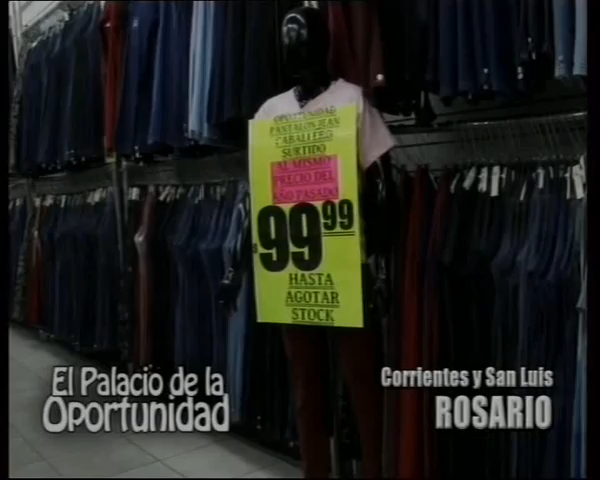 OPORTUNIDAD
PANTALON JEAN
CABALLERO
SURTIDO
AL MISMO
PRECIO DEL
AÑO PASADO
$99.99
HASTA
AGOTAR
STOCK
El Palacio de la
Oportunidad
Corrientes y San Luis
ROSARIO